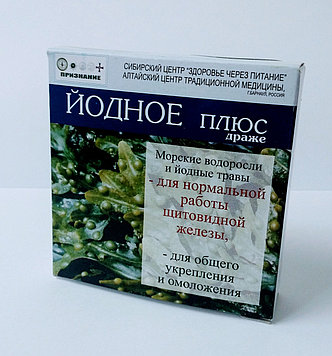 ПРИЗНАНИЕ
СИБИРСКИЙ ЦЕНТР "ЗДОРОВЬЕ ЧЕРЕЗ ПИТАНИЕ"
АЛТАЙСКИЙ ЦЕНТР ТРАДИЦИОННОЙ МЕДИЦИНЫ,
Г.БАРНАУЛ, РОССИЯ
ЙОДНОЕ ПЛЮС
драже
Морские водоросли
и йодные травы
- для нормальной
работы
щитовидной
железы,
- для общего
укрепления
и омоложения